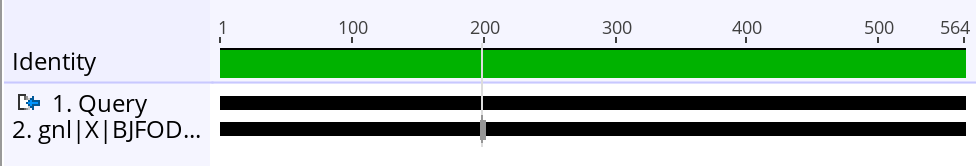 1 100 200 300 400 500 564
Identity
1. Query
2. gnl|X|BJFOD...